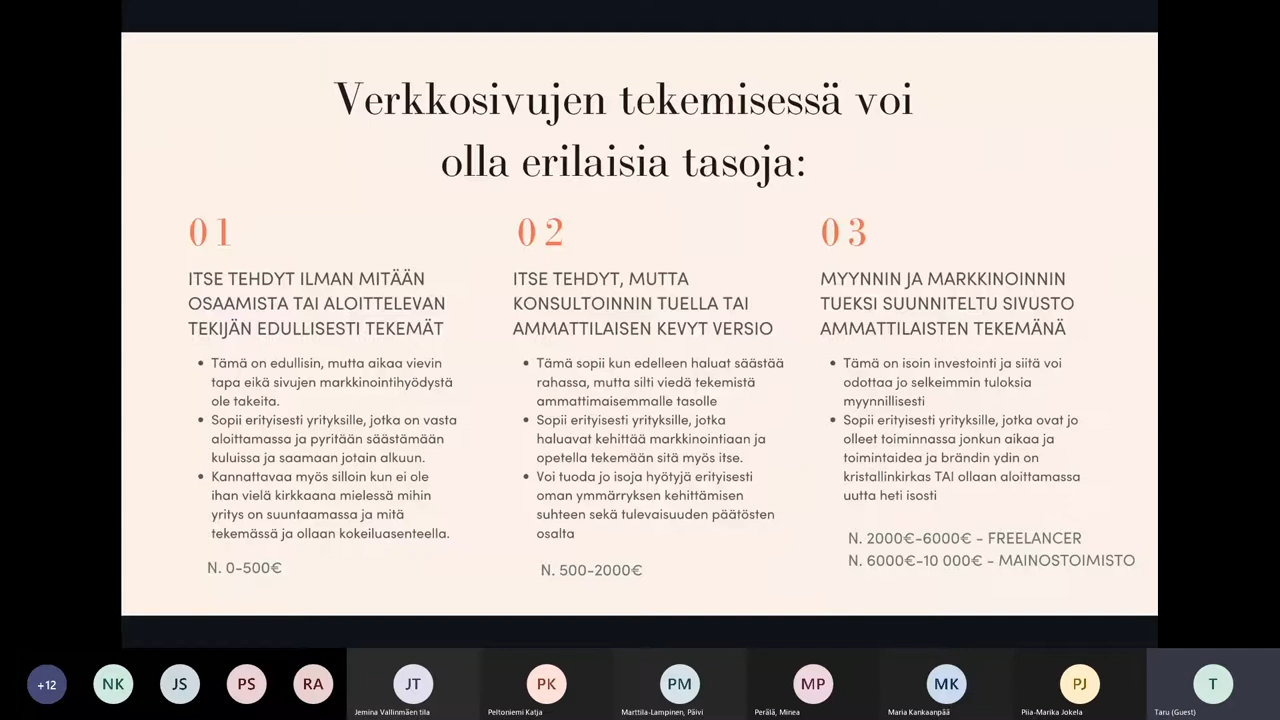 Verkkosivujen tekemisessä voi
olla erilaisia tasoja:
01
ITSE TEHDYT ILMAN MITÄÄN
OSAAMISTA TAI ALOITTELEVAN
TEKIJÄN EDULLISESTI TEKEMÄT
• Tämä on edullisin, mutta aikaa vievin
tapa eikä sivujen markkinointihyödystä
ole takeita.
• Sopii erityisesti yrityksille, jotka on vasta
aloittamassa ja pyritään säästämään
kuluissa ja saamaan jotain alkuun.
• Kannattavaa myös silloin kun ei ole
ihan vielä kirkkaana mielessä mihin
yritys on suuntaamassa ja mitä
tekemässä ja ollaan kokeiluasenteella.
N. 0-500€
02
ITSE TEHDYT, MUTTA
KONSULTOINNIN TUELLA TAI
AMMATTILAISEN KEVYT VERSIO
• Tämä sopii kun edelleen haluat säästää
rahassa, mutta silti viedä tekemistä
ammattimaisemmalle tasolle
• Sopii erityisesti yrityksille, jotka
haluavat kehittää markkinointiaan ja
opetella tekemään sitä myös itse.
• Voi tuoda jo isoja hyötyjä erityisesti
oman ymmärryksen kehittämisen
suhteen sekä tulevaisuuden päätösten
osalta
N. 500-2000€
03
MYYNNIN JA MARKKINOINNIN
TUEKSI SUUNNITELTU SIVUSTO
AMMATTILAISTEN TEKEMÄNÄ
• Tämä on isoin investointi ja siitä voi
odottaa jo selkeimmin tuloksia
myynnillisesti
• Sopii erityisesti yrityksille, jotka ovat jo
olleet toiminnassa jonkun aikaa ja
toimintaidea ja brändin ydin on
kristallinkirkas TAI ollaan aloittamassa
uutta heti isosti
N. 2000€-6000€ - FREELANCER
N. 6000€-10 000€ - MAINOSTOIMISTO
+12
NK
JS
PS
RA
JT
PK
PM
MP
MK
PJ
T
Jemina Vallinmäen tila
Peltoniemi Katja
Marttila-Lampinen, Päivi
Perälä, Minea
Maria Kankaanpää
Piia-Marika Jokela
Taru (Guest)